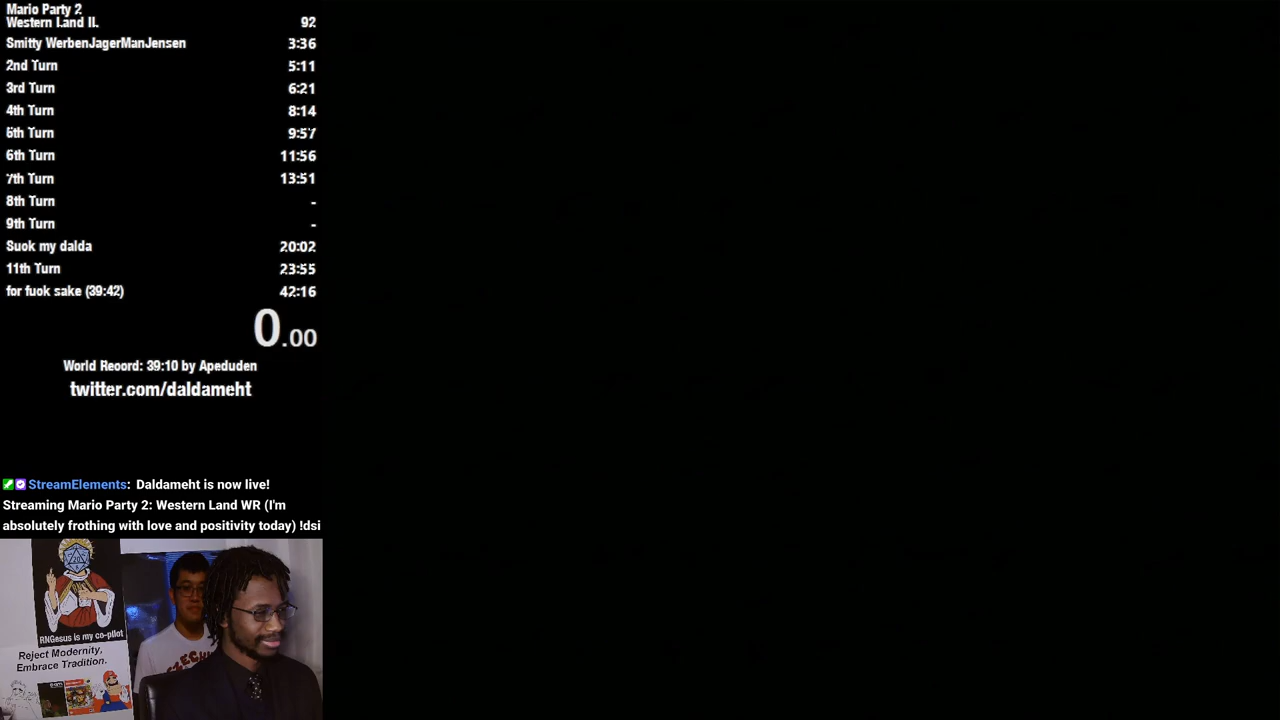 Mario Party 2
Western Land II. 92
Smitty WerbenJagerManJensen 3:36
2nd Turn 5:11
3rd Turn 6:21
4th Turn 8:14
5th Turn 9:57
6th Turn 11:56
7th Turn 13:51
8th Turn -
9th Turn -
Suck my dalda 20:02
11th Turn 23:55
for fuck sake (39:42) 42:16
0.00
World Record: 39:10 by Apeduden
twitter.com/daldameht
StreamElements: Daldameht is now live!
Streaming Mario Party 2: Western Land WR (I'm
absolutely frothing with love and positivity today) !dsi
RNGesus is my co-pilot
Reject Modernity,
Embrace Tradition.